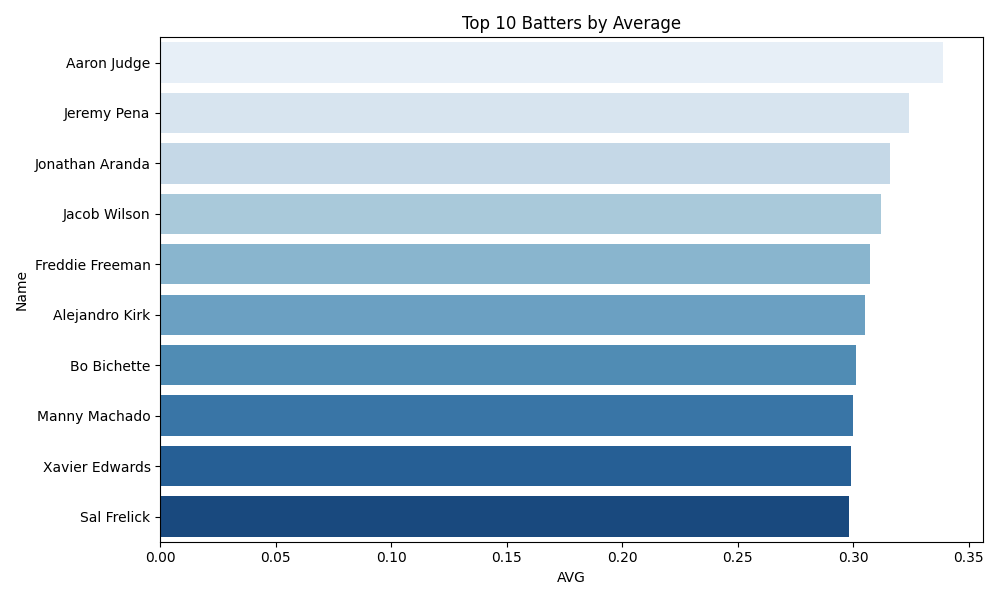 Top 10 Batters by Average
Name
Aaron Judge
Jeremy Pena
Jonathan Aranda
Jacob Wilson
Freddie Freeman
Alejandro Kirk
Bo Bichette
Manny Machado
Xavier Edwards
Sal Frelick
0.00 0.05 0.10 0.15 0.20 0.25 0.30 0.35
AVG